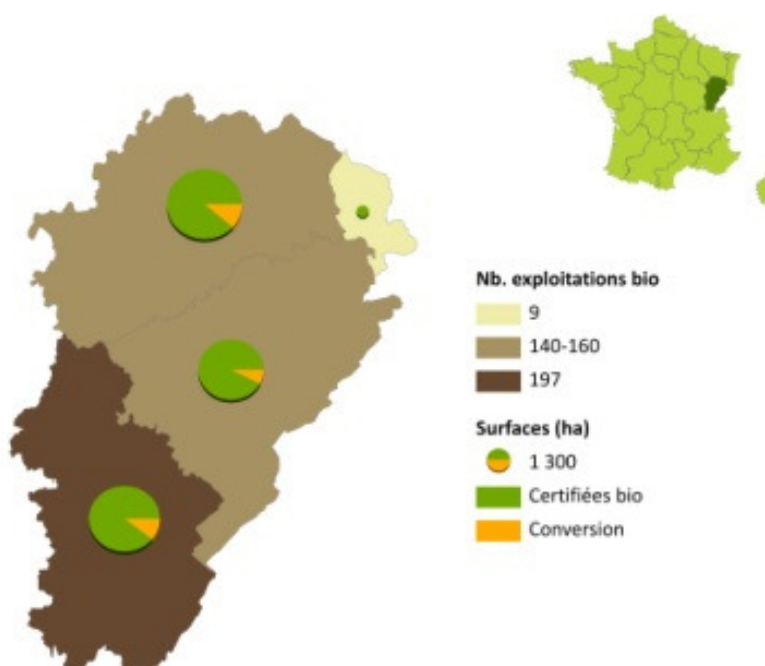 Nb. exploitations bio
9
140-160
197
Surfaces (ha)
1 300
Certifiées bio
Conversion